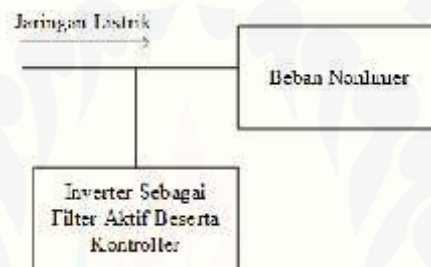 Jaringan Listrik
Beban Nonlinier
Inverter Sebagai
Filter Aktif Beserta
Kontroller